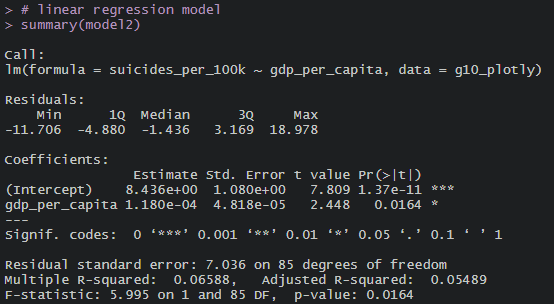 > # linear regression model
> summary(model2)
Call:
lm(formula = suicides_per_100k ~ gdp_per_capita, data = g10_plotly)
Residuals:
    Min      1Q  Median      3Q     Max
-11.706  -4.880  -1.436   3.169  18.978
Coefficients:
                Estimate Std. Error t value Pr(>|t|)
(Intercept)    8.436e+00  1.080e+00   7.809 1.37e-11 ***
gdp_per_capita 1.180e-04  4.818e-05   2.448   0.0164 *
---
Signif. codes:  0 ‘***’ 0.001 ‘**’ 0.01 ‘*’ 0.05 ‘.’ 0.1 ‘ ’ 1
Residual standard error: 7.036 on 85 degrees of freedom
Multiple R-squared:  0.06588,	Adjusted R-squared:  0.05489
F-statistic: 5.995 on 1 and 85 DF,  p-value: 0.0164